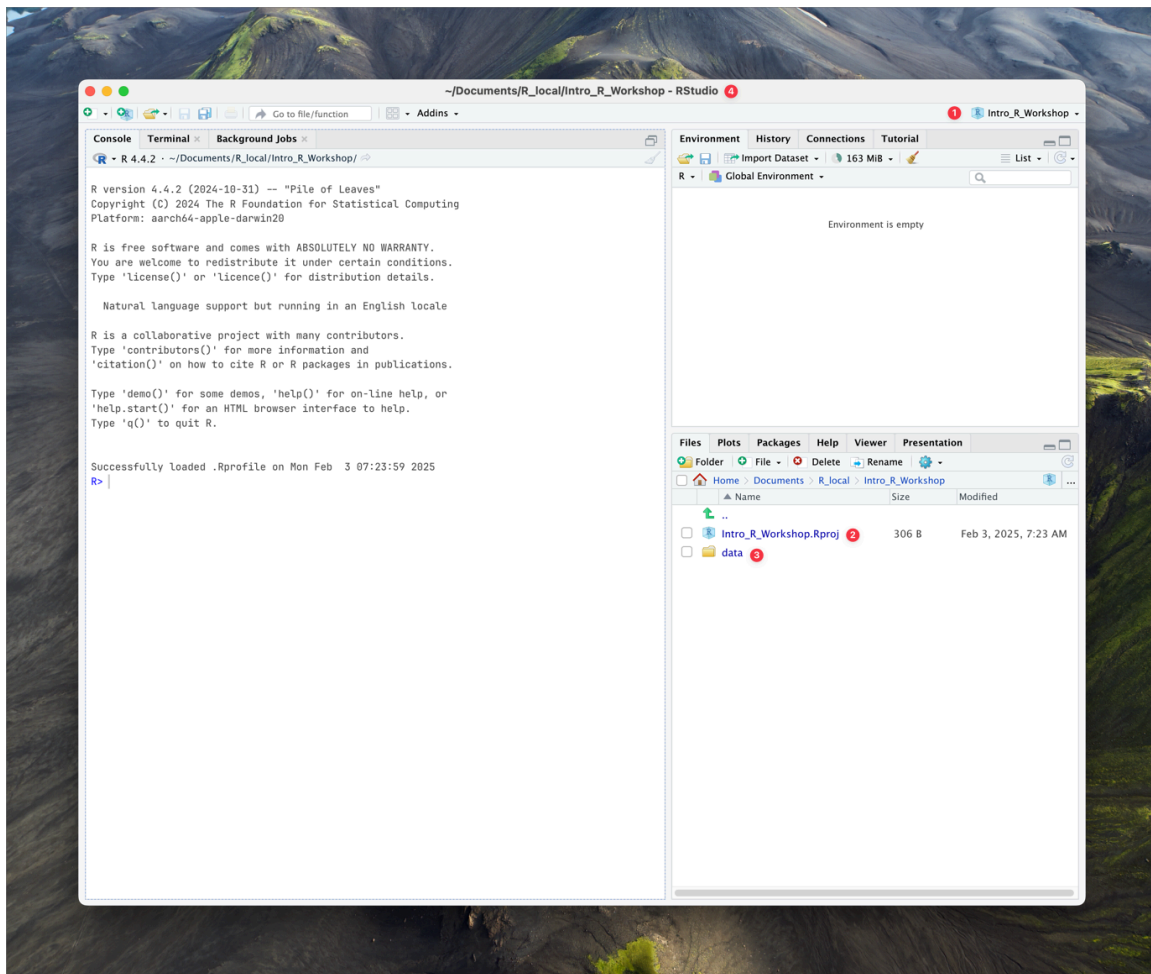 ~/Documents/R_local/Intro_R_Workshop - RStudio 4
Go to file/function Addins
1 Intro_R_Workshop
Console Terminal Background Jobs
R 4.4.2 · ~/Documents/R_local/Intro_R_Workshop/
R version 4.4.2 (2024-10-31) -- "Pile of Leaves"
Copyright (C) 2024 The R Foundation for Statistical Computing
Platform: aarch64-apple-darwin20
R is free software and comes with ABSOLUTELY NO WARRANTY.
You are welcome to redistribute it under certain conditions.
Type 'license()' or 'licence()' for distribution details.
Natural language support but running in an English locale
R is a collaborative project with many contributors.
Type 'contributors()' for more information and
'citation()' on how to cite R or R packages in publications.
Type 'demo()' for some demos, 'help()' for on-line help, or
'help.start()' for an HTML browser interface to help.
Type 'q()' to quit R.
Successfully loaded .Rprofile on Mon Feb  3 07:23:59 2025
R>
Environment History Connections Tutorial
Import Dataset 163 MiB List
R Global Environment
Environment is empty
Files Plots Packages Help Viewer Presentation
Folder File Delete Rename
Home > Documents > R_local > Intro_R_Workshop ...
Name Size Modified
..
Intro_R_Workshop.Rproj 2 306 B Feb 3, 2025, 7:23 AM
data 3